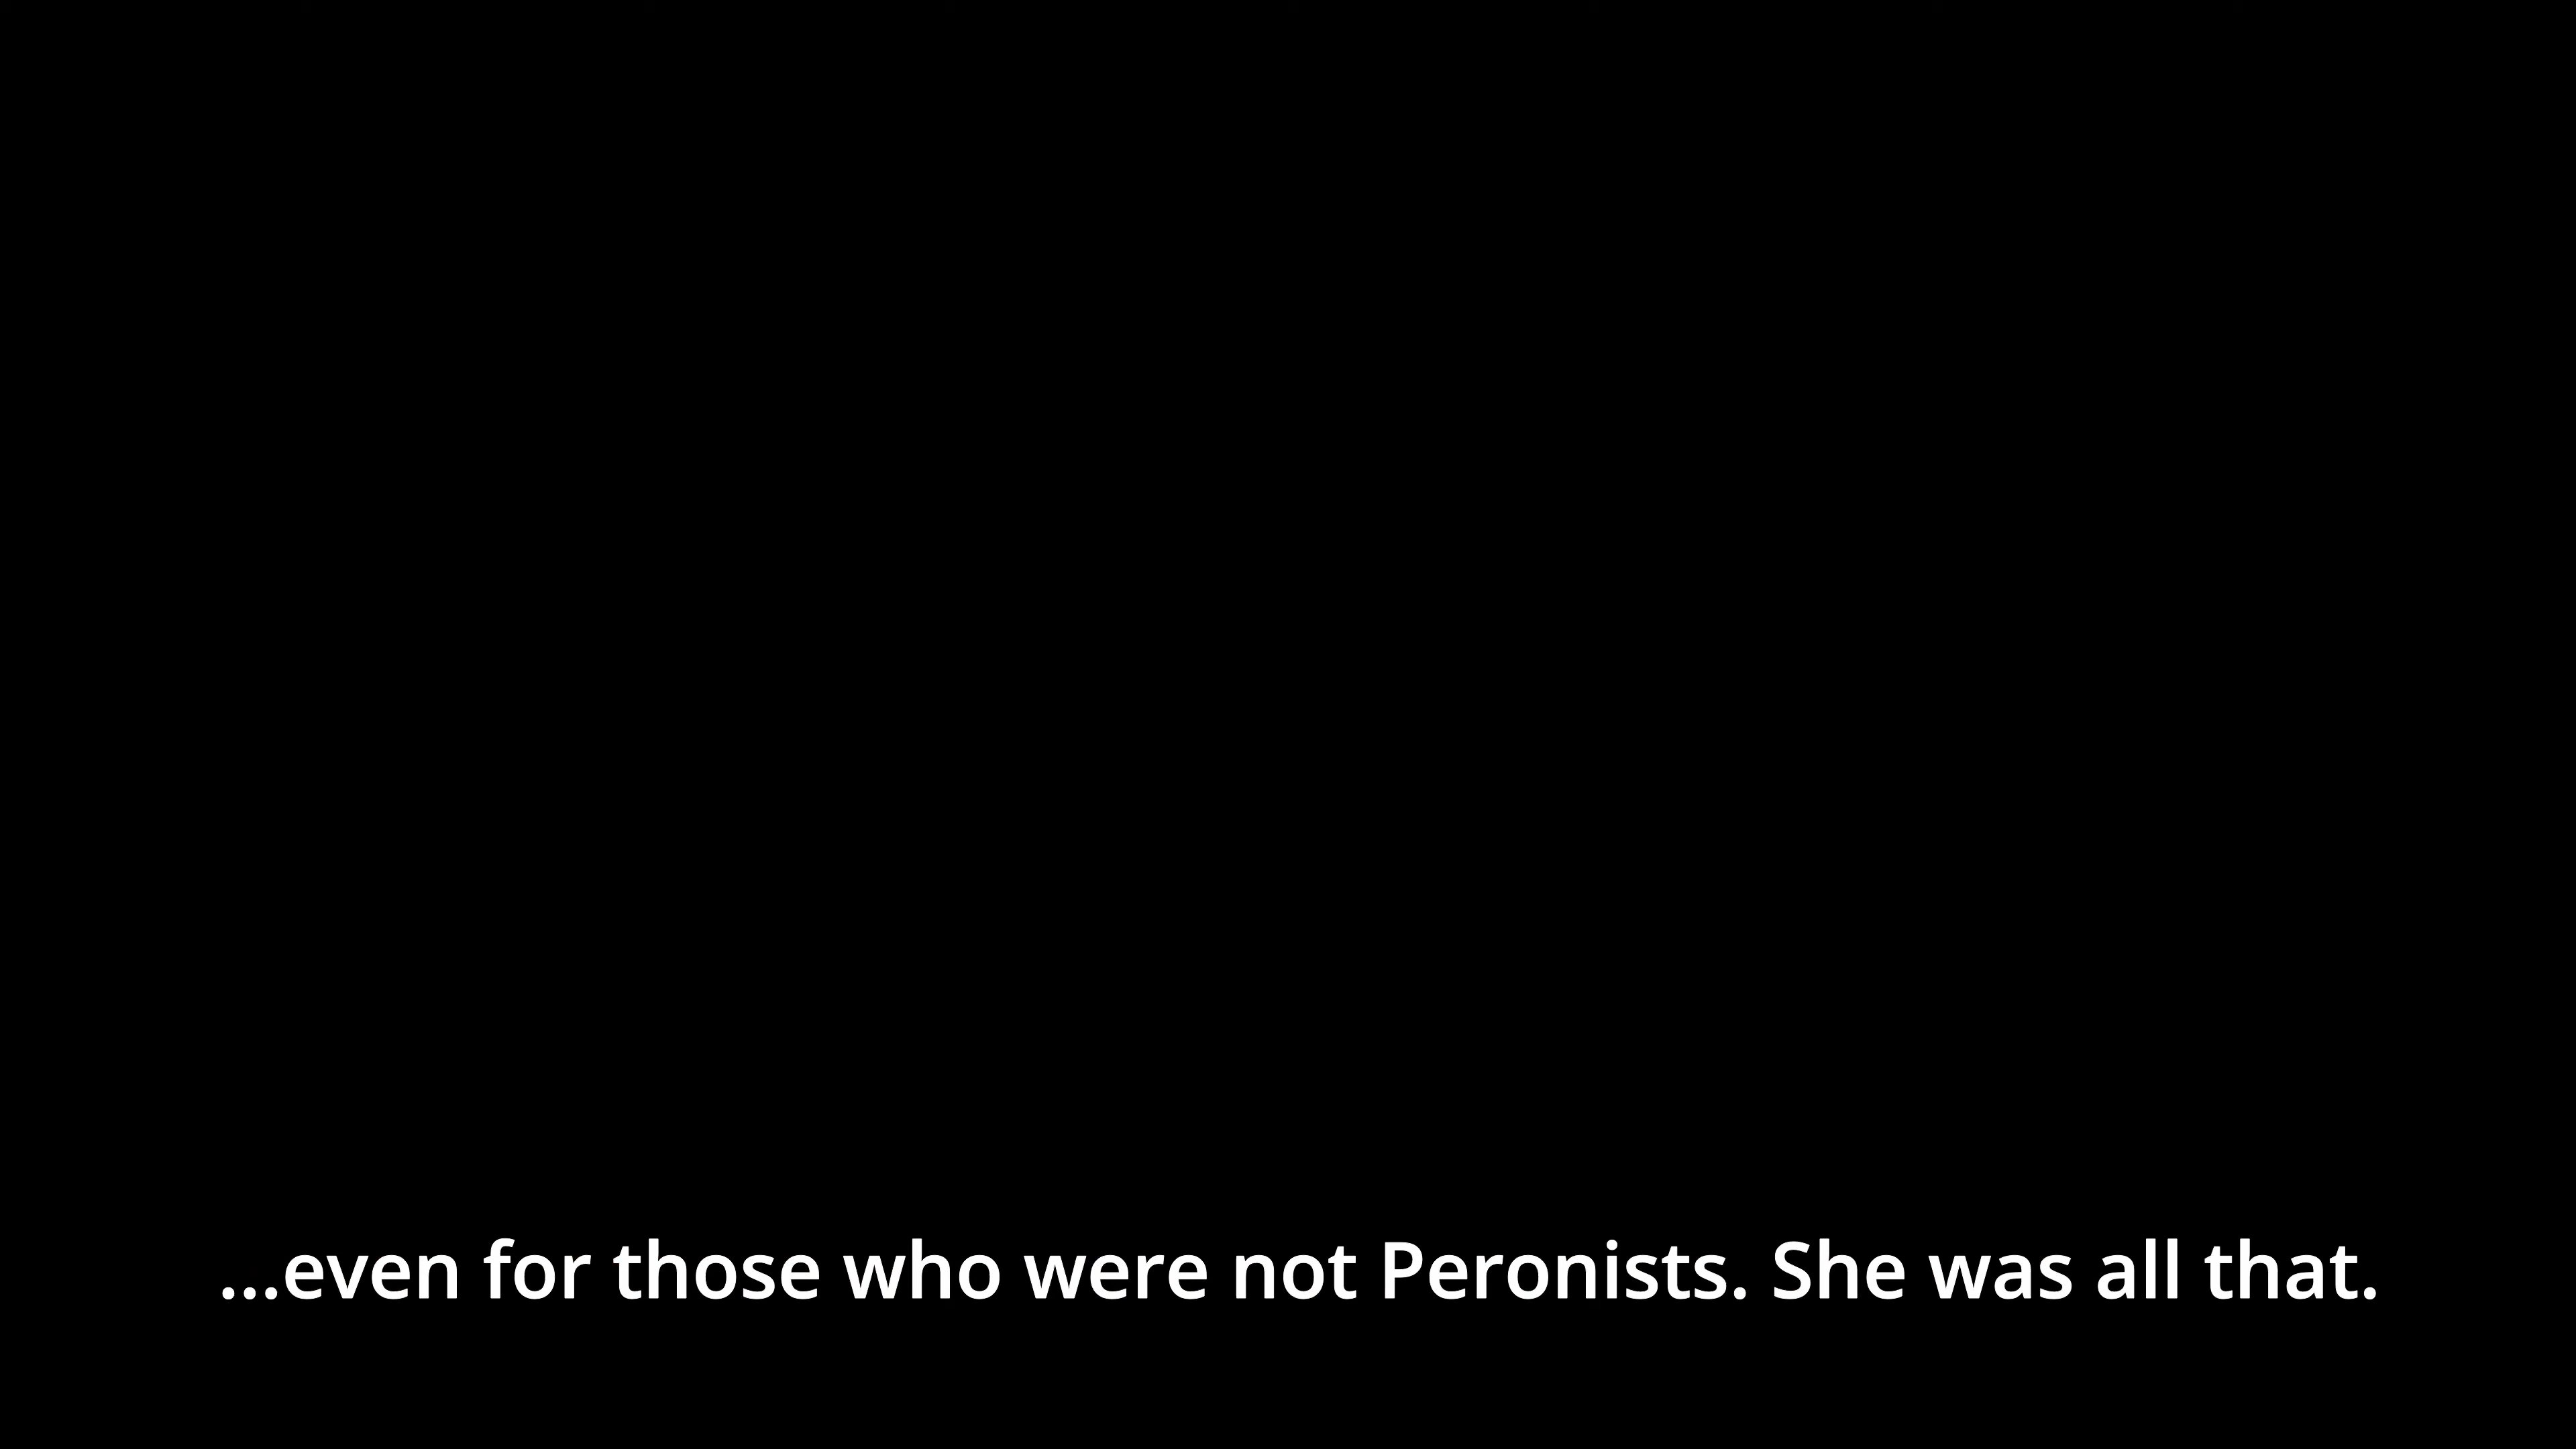 ...even for those who were not Peronists. She was all that.